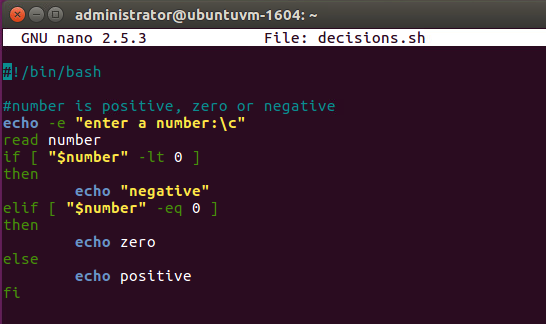 administrator@ubuntuvm-1604: ~
GNU nano 2.5.3 File: decisions.sh
#!/bin/bash
#number is positive, zero or negative
echo -e "enter a number:\c"
read number
if [ "$number" -lt 0 ]
then
echo "negative"
elif [ "$number" -eq 0 ]
then
echo zero
else
echo positive
fi